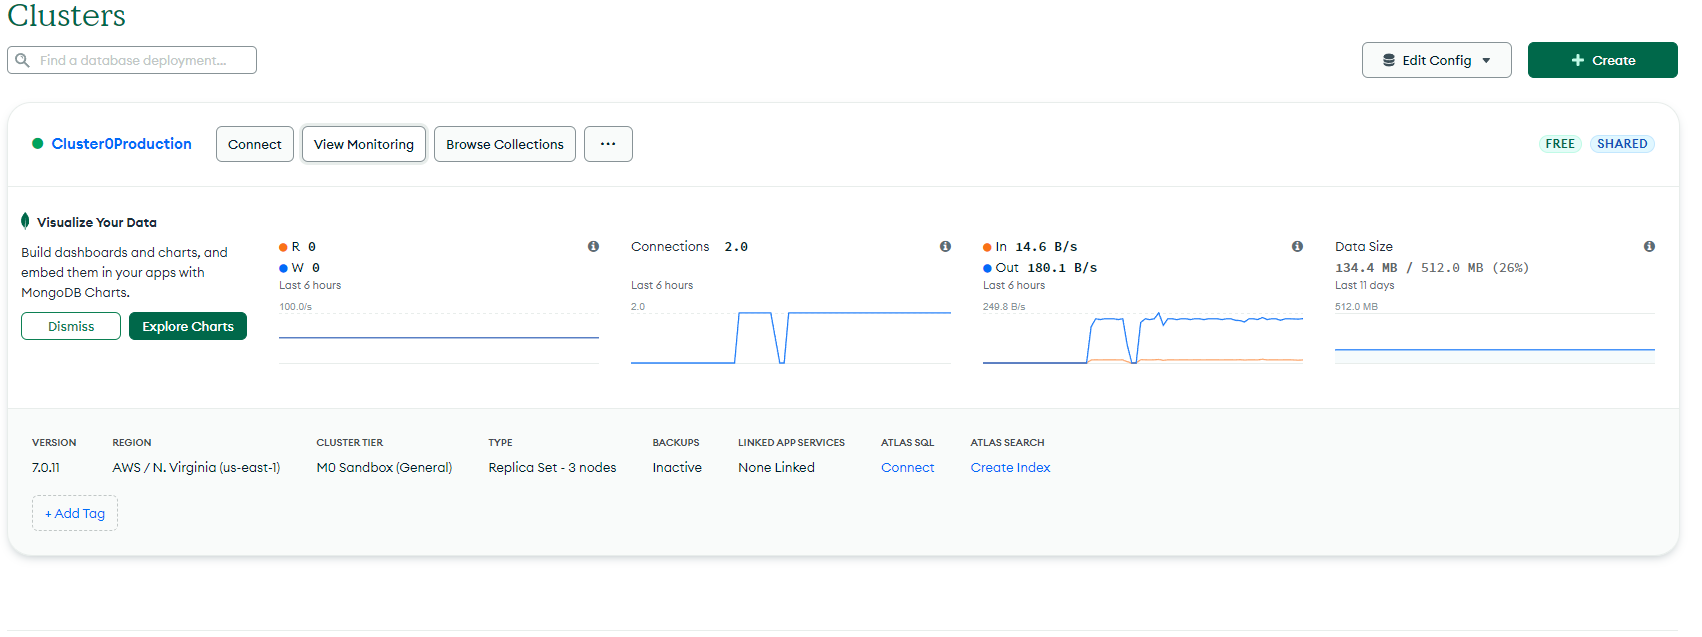 Clusters
Find a database deployment...
Edit Config
+ Create
Cluster0Production
Connect
View Monitoring
Browse Collections
...
FREE
SHARED
Visualize Your Data
Build dashboards and charts, and
embed them in your apps with
MongoDB Charts.
Dismiss
Explore Charts
R 0
W 0
Last 6 hours
100.0/s
Connections 2.0
Last 6 hours
2.0
In 14.6 B/s
Out 180.1 B/s
Last 6 hours
249.8 B/s
Data Size
134.4 MB / 512.0 MB (26%)
Last 11 days
512.0 MB
VERSION
7.0.11
REGION
AWS / N. Virginia (us-east-1)
CLUSTER TIER
M0 Sandbox (General)
TYPE
Replica Set - 3 nodes
BACKUPS
Inactive
LINKED APP SERVICES
None Linked
ATLAS SQL
Connect
ATLAS SEARCH
Create Index
+ Add Tag